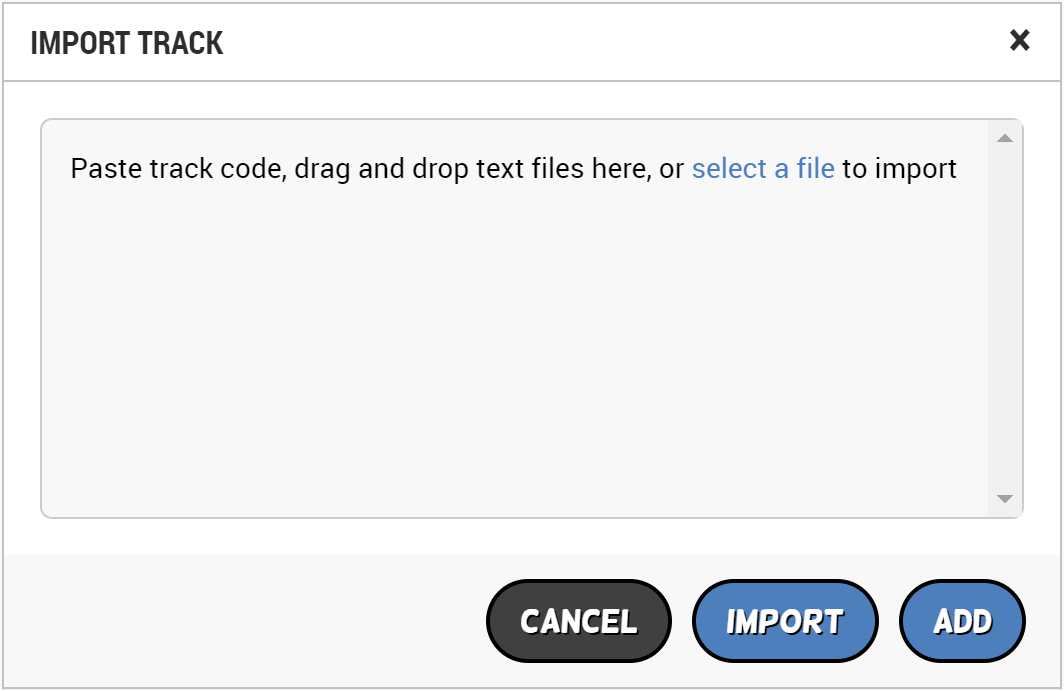 IMPORT TRACK ×
Paste track code, drag and drop text files here, or select a file to import
CANCEL IMPORT ADD